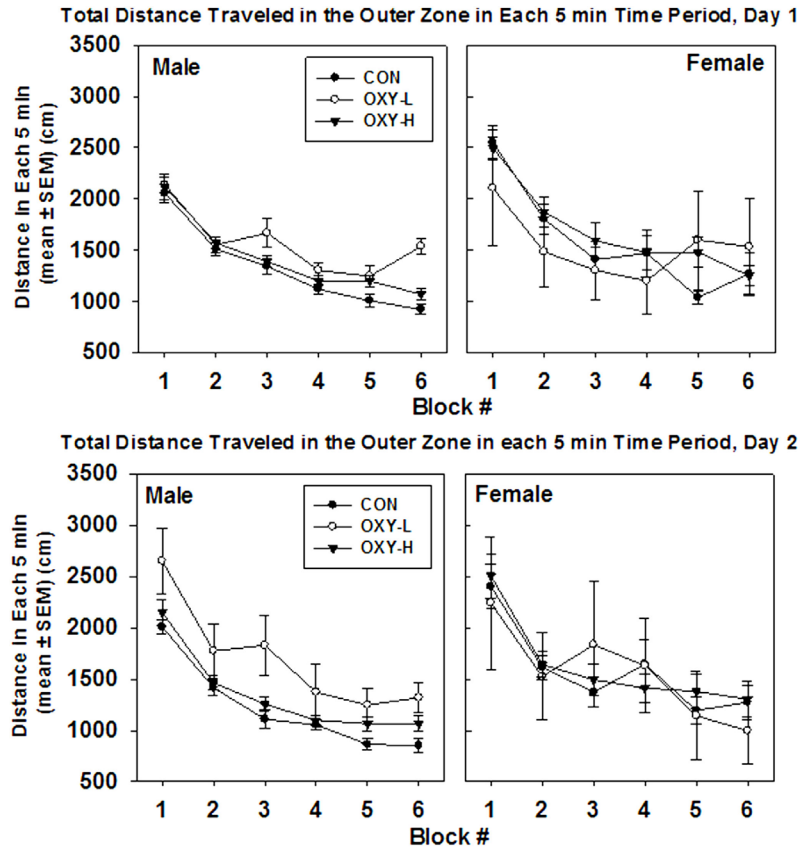 Total Distance Traveled in the Outer Zone in Each 5 min Time Period, Day 1
Distance In Each 5 min
(mean ± SEM) (cm)
3500
3000
2500
2000
1500
1000
500
Male
CON
OXY-L
OXY-H
Female
1 2 3 4 5 6
1 2 3 4 5 6
Block #
Total Distance Traveled in the Outer Zone in each 5 min Time Period, Day 2
Distance In Each 5 min
(mean ± SEM) (cm)
3500
3000
2500
2000
1500
1000
500
Male
CON
OXY-L
OXY-H
Female
1 2 3 4 5 6
1 2 3 4 5 6
Block #